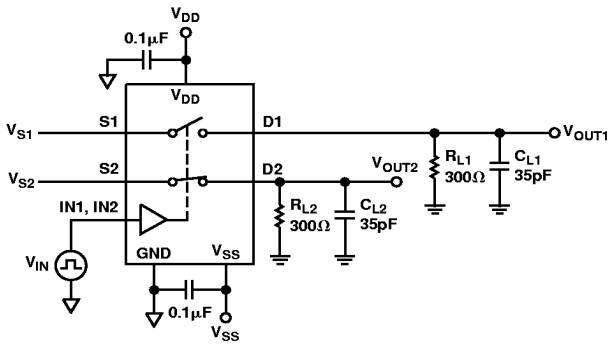 V_DD
0.1µF
V_DD
V_S1
S1
D1
V_OUT1
V_S2
S2
D2
V_OUT2
R_L1
300Ω
C_L1
35pF
IN1, IN2
R_L2
300Ω
C_L2
35pF
V_IN
GND
V_SS
0.1µF
V_SS